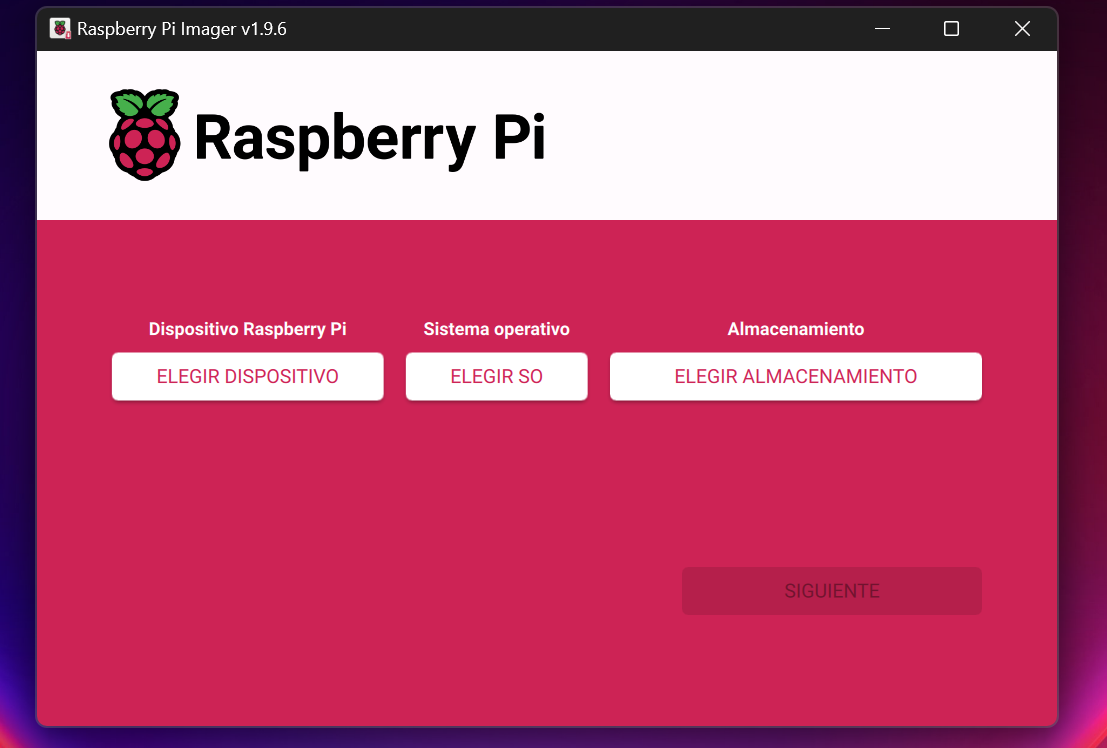 Raspberry Pi Imager v1.9.6
Raspberry Pi
Dispositivo Raspberry Pi
Sistema operativo
Almacenamiento
ELEGIR DISPOSITIVO
ELEGIR SO
ELEGIR ALMACENAMIENTO
SIGUIENTE